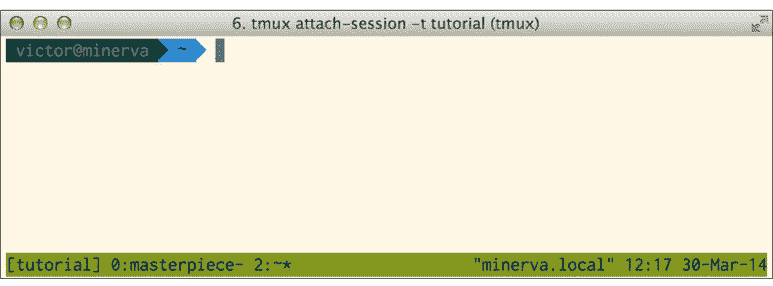 6. tmux attach-session -t tutorial (tmux)
victor@minerva ~
[tutorial] 0:masterpiece- 2:~* "minerva.local" 12:17 30-Mar-14